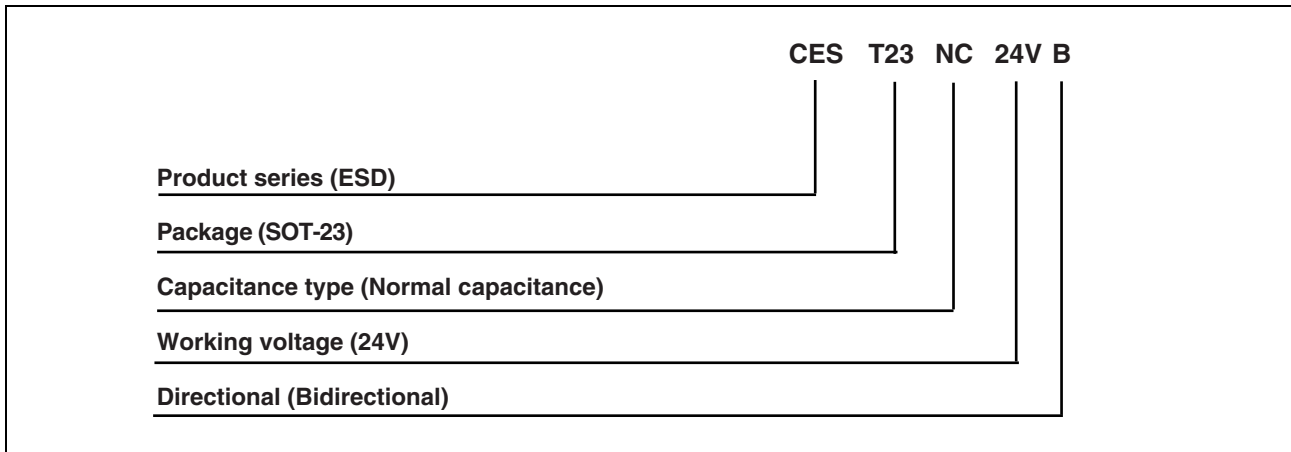 CES T23 NC 24V B
Product series (ESD)
Package (SOT-23)
Capacitance type (Normal capacitance)
Working voltage (24V)
Directional (Bidirectional)